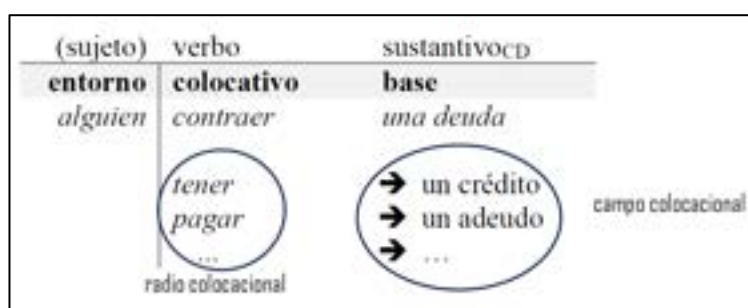 (sujeto) verbo sustantivoCD
entorno colocativo base
alguien contraer una deuda
tener ➔ un crédito
pagar ➔ un adeudo campo colocacional
... ➔ ...
radio colocacional